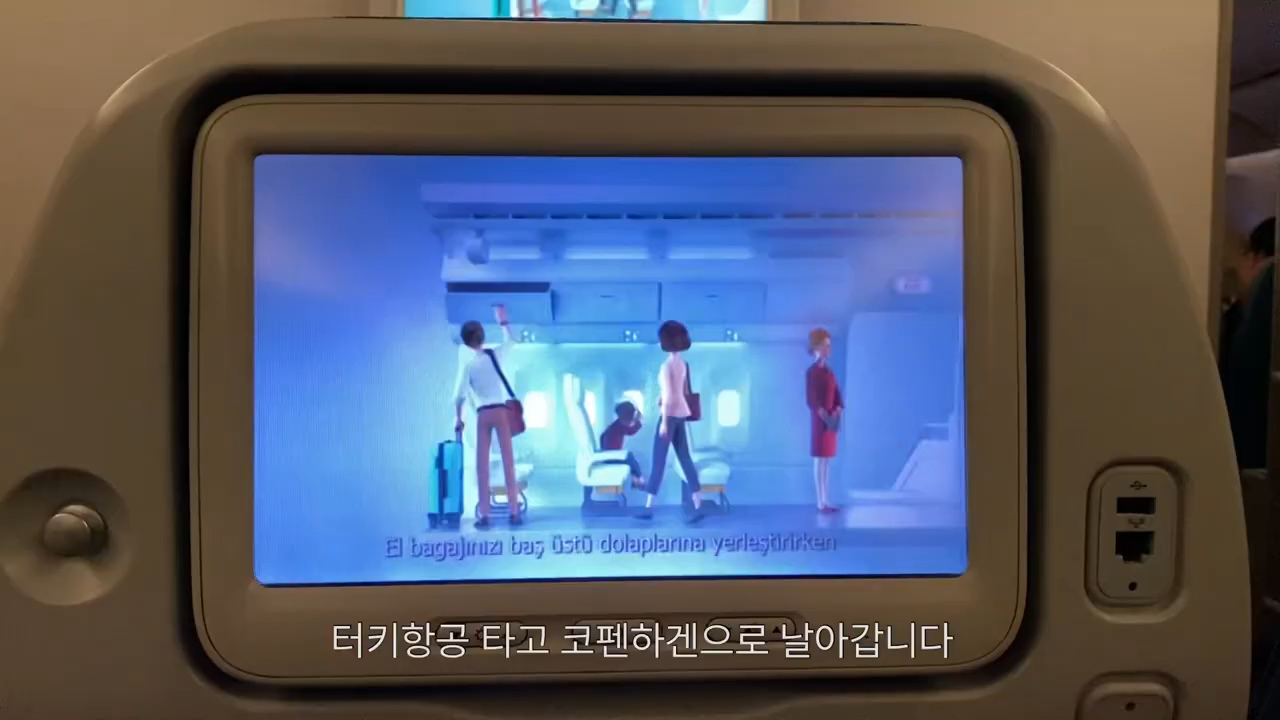 El bagajınızı baş üstü dolaplarına yerleştirirken
터키항공 타고 코펜하겐으로 날아갑니다